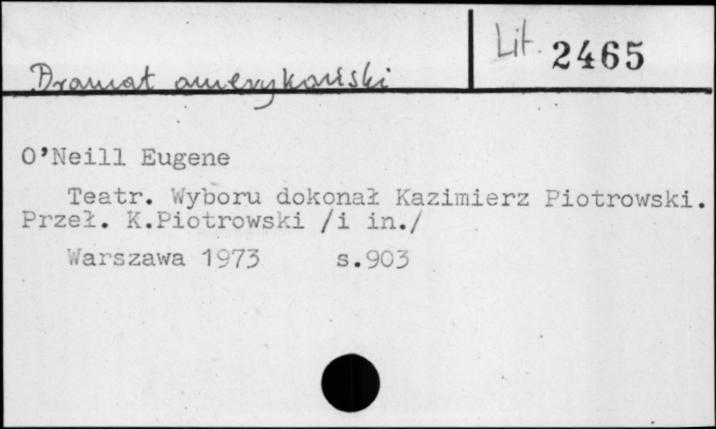 Lit. 2465
Dramat amerykański
O'Neill Eugene
Teatr. Wyboru dokonał Kazimierz Piotrowski.
Przeł. K.Piotrowski /i in./
Warszawa 1973 s.903